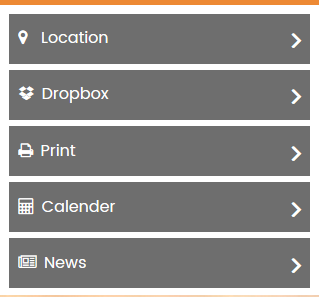 Location
Dropbox
Print
Calender
News